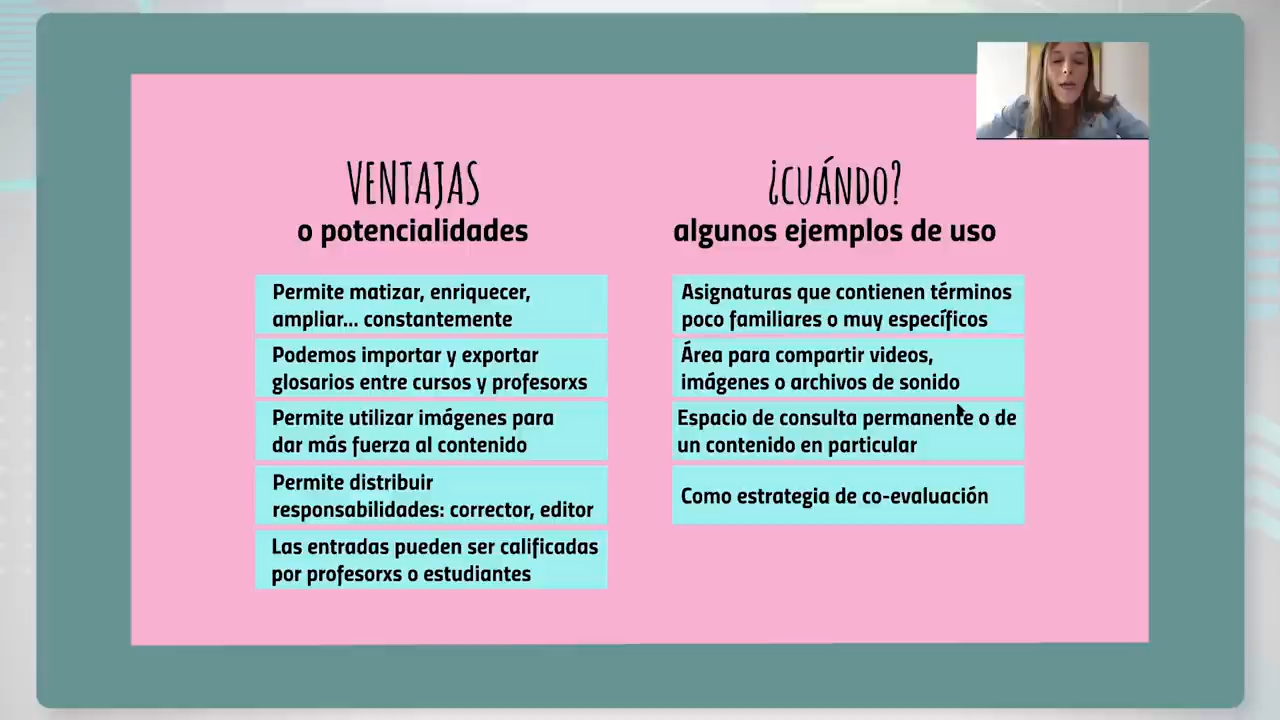 VENTAJAS
o potencialidades
Permite matizar, enriquecer,
ampliar... constantemente
Podemos importar y exportar
glosarios entre cursos y profesorxs
Permite utilizar imágenes para
dar más fuerza al contenido
Permite distribuir
responsabilidades: corrector, editor
Las entradas pueden ser calificadas
por profesorxs o estudiantes
¿CUÁNDO?
algunos ejemplos de uso
Asignaturas que contienen términos
poco familiares o muy específicos
Área para compartir videos,
imágenes o archivos de sonido
Espacio de consulta permanente o de
un contenido en particular
Como estrategia de co-evaluación